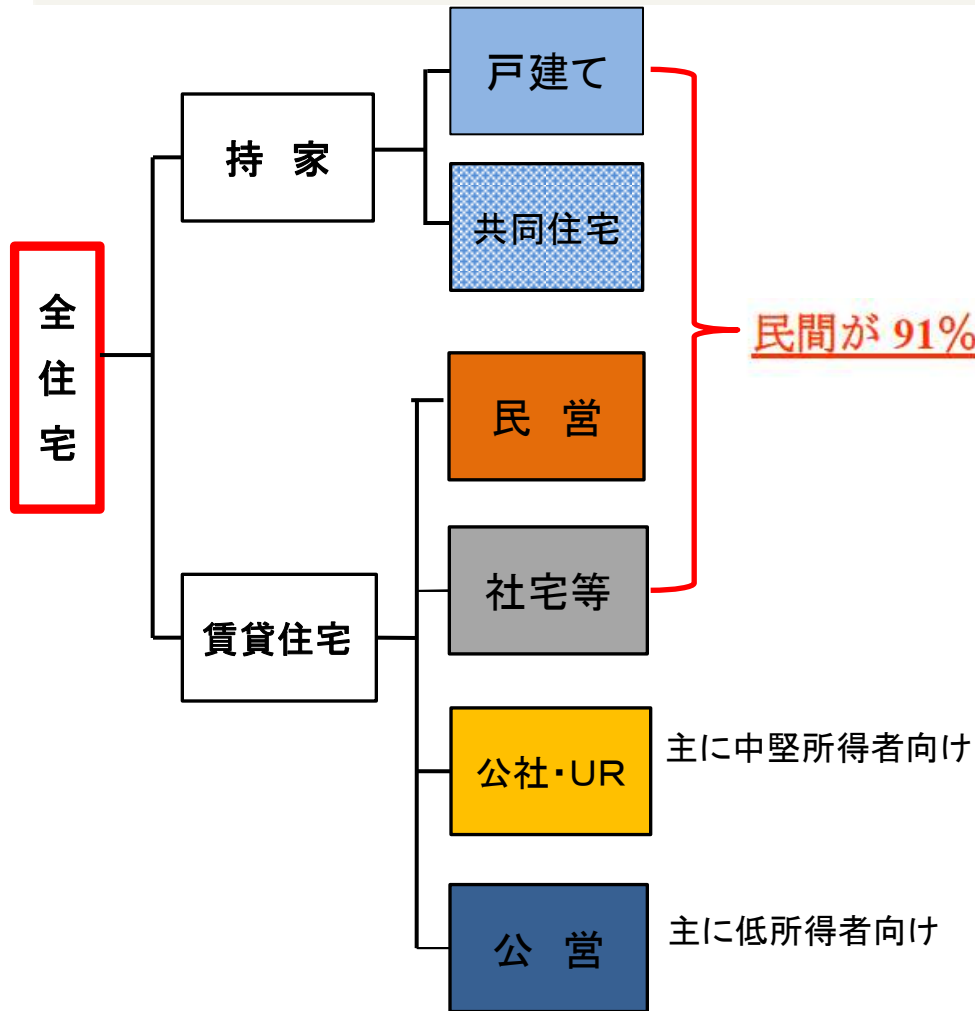 戸建て
持 家
共同住宅
全住宅
民間が 91%
民 営
社宅等
賃貸住宅
公社・UR
主に中堅所得者向け
公 営
主に低所得者向け